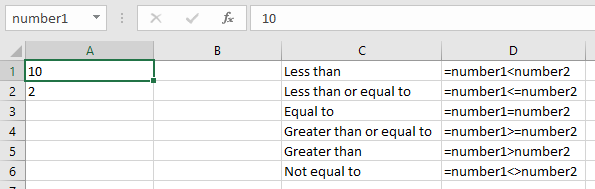 number1 10
A B C D
1 10 Less than =number1<number2
2 2 Less than or equal to =number1<=number2
3 Equal to =number1=number2
4 Greater than or equal to =number1>=number2
5 Greater than =number1>number2
6 Not equal to =number1<>number2